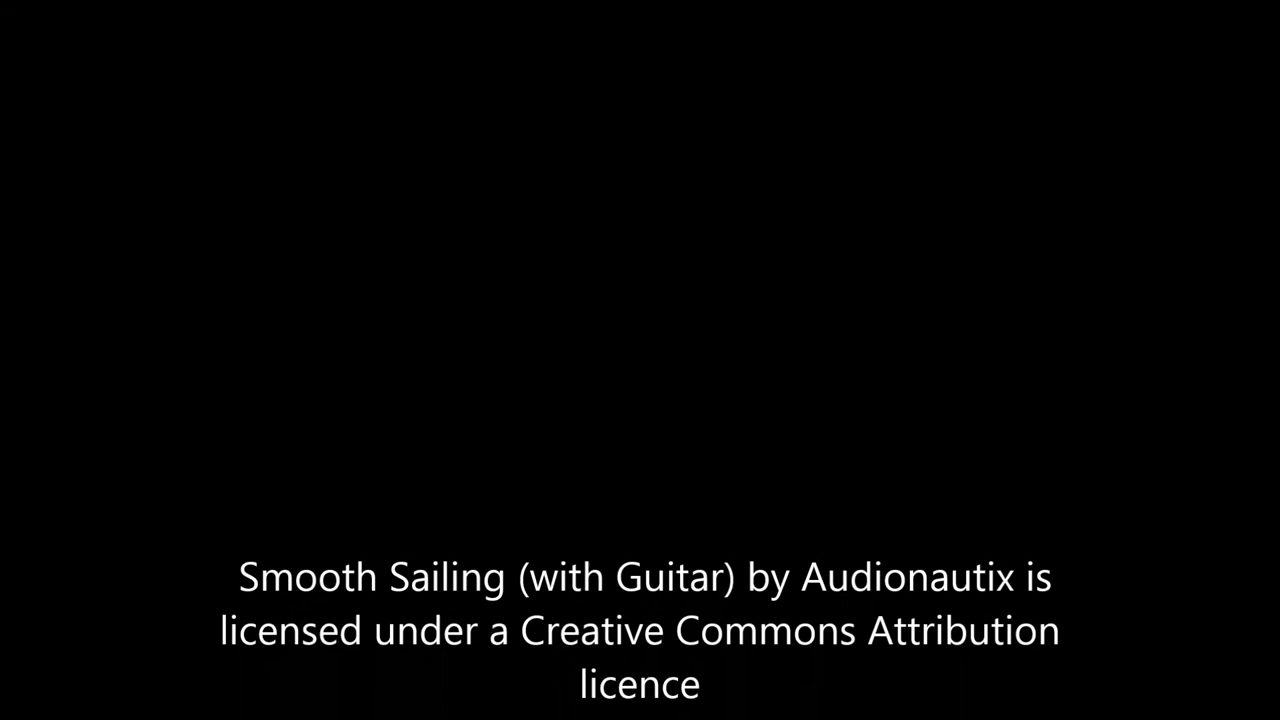 Smooth Sailing (with Guitar) by Audionautix is
licensed under a Creative Commons Attribution
licence